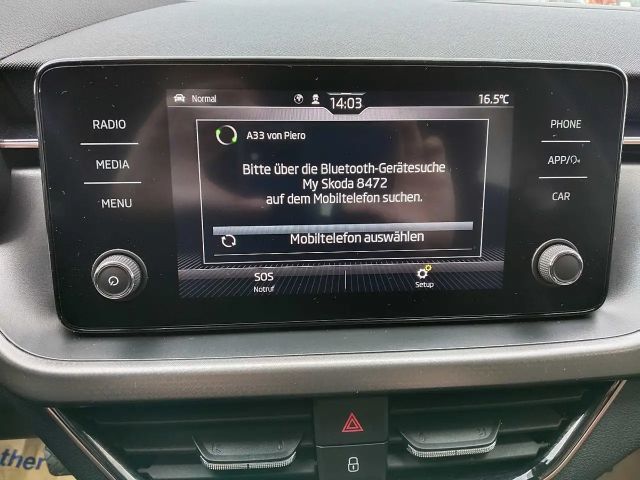 Normal
14:03
16.5°C
RADIO
MEDIA
MENU
A33 von Piero
Bitte über die Bluetooth-Gerätesuche
My Skoda 8472
auf dem Mobiltelefon suchen.
Mobiltelefon auswählen
SOS
Notruf
Setup
PHONE
APP/
CAR
ther